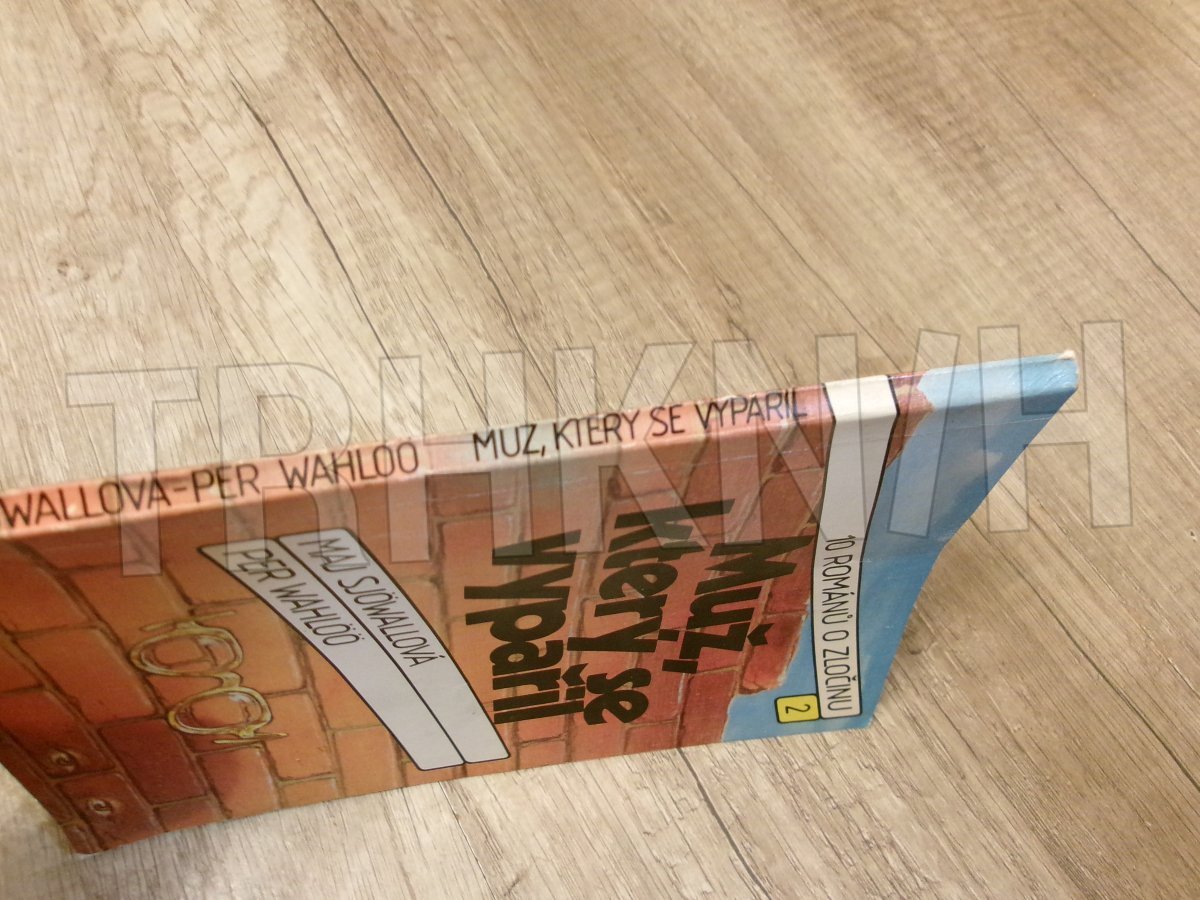 WALLOVÁ-PER WAHLÖÖ MUŽ, KTERÝ SE VYPAŘIL
10 ROMÁNŮ O ZLOČINU
2
Muž,
který se
vypařil
MAJ SJÖWALLOVÁ
PER WAHLÖÖ
TRHKNIH